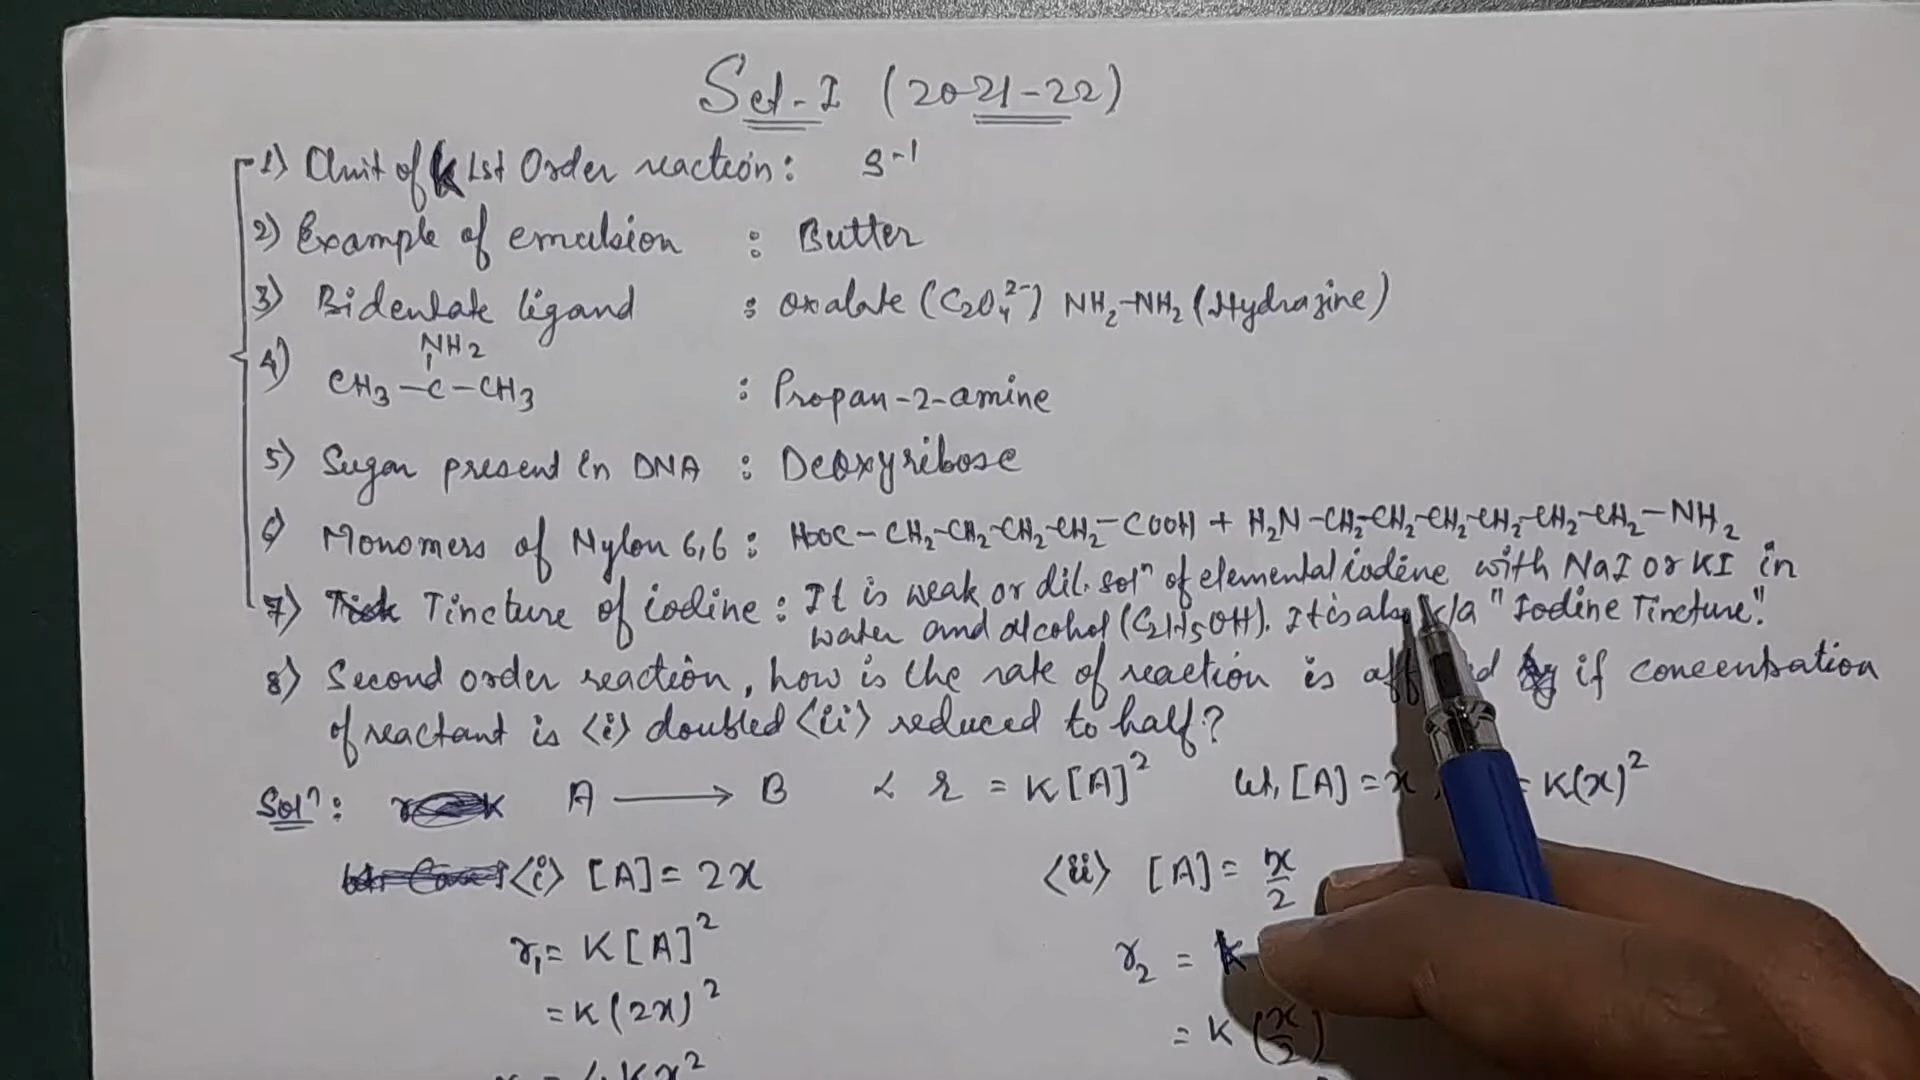 Set-I (2021-22)
1) Unit of k 1st Order reaction: S⁻¹
2) Example of emulsion : Butter
3) Bidentate ligand : Oxalate (C₂O₄²⁻) NH₂-NH₂ (Hydrazine)
NH₂
4) CH₃-C-CH₃ : Propan-2-amine
5) Sugar present in DNA : Deoxyribose
6) Monomers of Nylon 6,6 : HOOC-CH₂-CH₂-CH₂-CH₂-COOH + H₂N-CH₂-CH₂-CH₂-CH₂-CH₂-CH₂-NH₂
7) Tincture of iodine : It is weak or dil. solⁿ of elemental iodine with NaI or KI in
water and alcohol (C₂H₅OH). It is also k/a "Iodine Tincture".
8) Second order reaction, how is the rate of reaction is if concentration
of reactant is <i> doubled <ii> reduced to half?
Solⁿ: A → B r = K[A]² let, [A] = x, = K(x)²
<i> [A] = 2x <ii> [A] = x/2
r₁ = K[A]² r₂ = k
= K(2x)² = K(x/2)
= 4Kx²